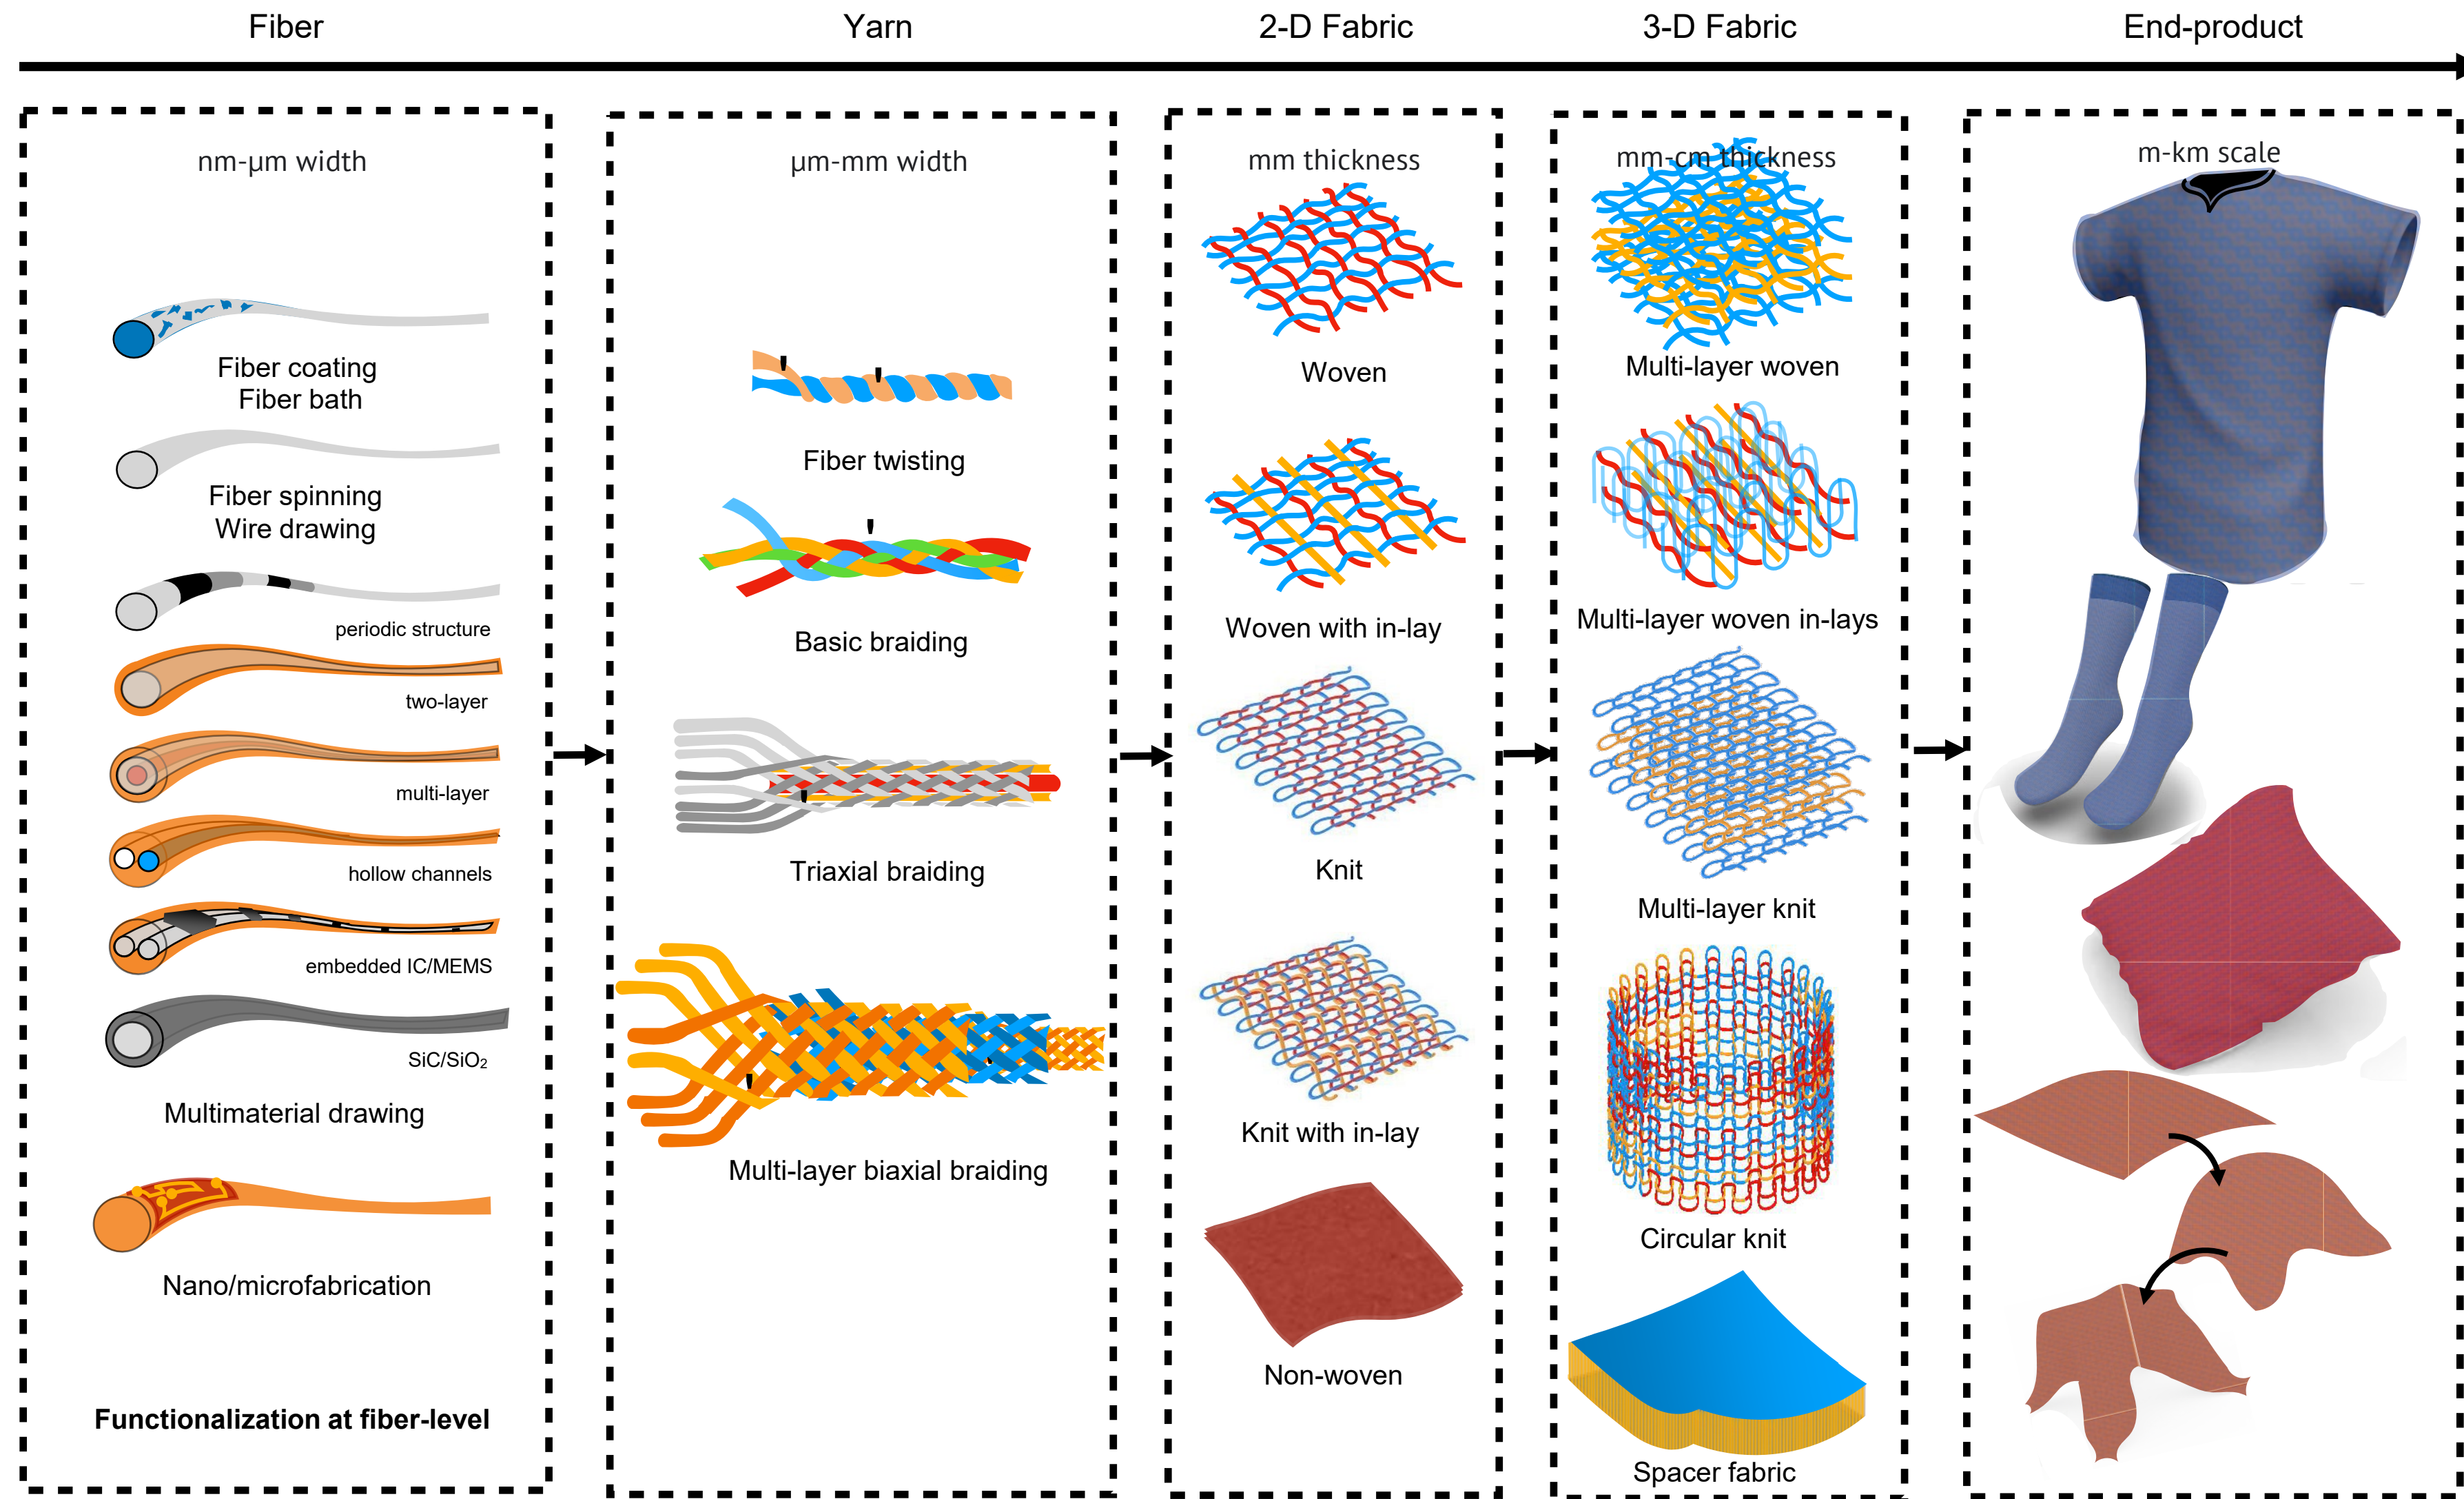 Fiber
Yarn
2-D Fabric
3-D Fabric
End-product
nm-μm width
Fiber coating
Fiber bath
Fiber spinning
Wire drawing
periodic structure
two-layer
multi-layer
hollow channels
embedded IC/MEMS
SiC/SiO₂
Multimaterial drawing
Nano/microfabrication
Functionalization at fiber-level
μm-mm width
Fiber twisting
Basic braiding
Triaxial braiding
Multi-layer biaxial braiding
mm thickness
Woven
Woven with in-lay
Knit
Knit with in-lay
Non-woven
mm-cm thickness
Multi-layer woven
Multi-layer woven in-lays
Multi-layer knit
Circular knit
Spacer fabric
m-km scale